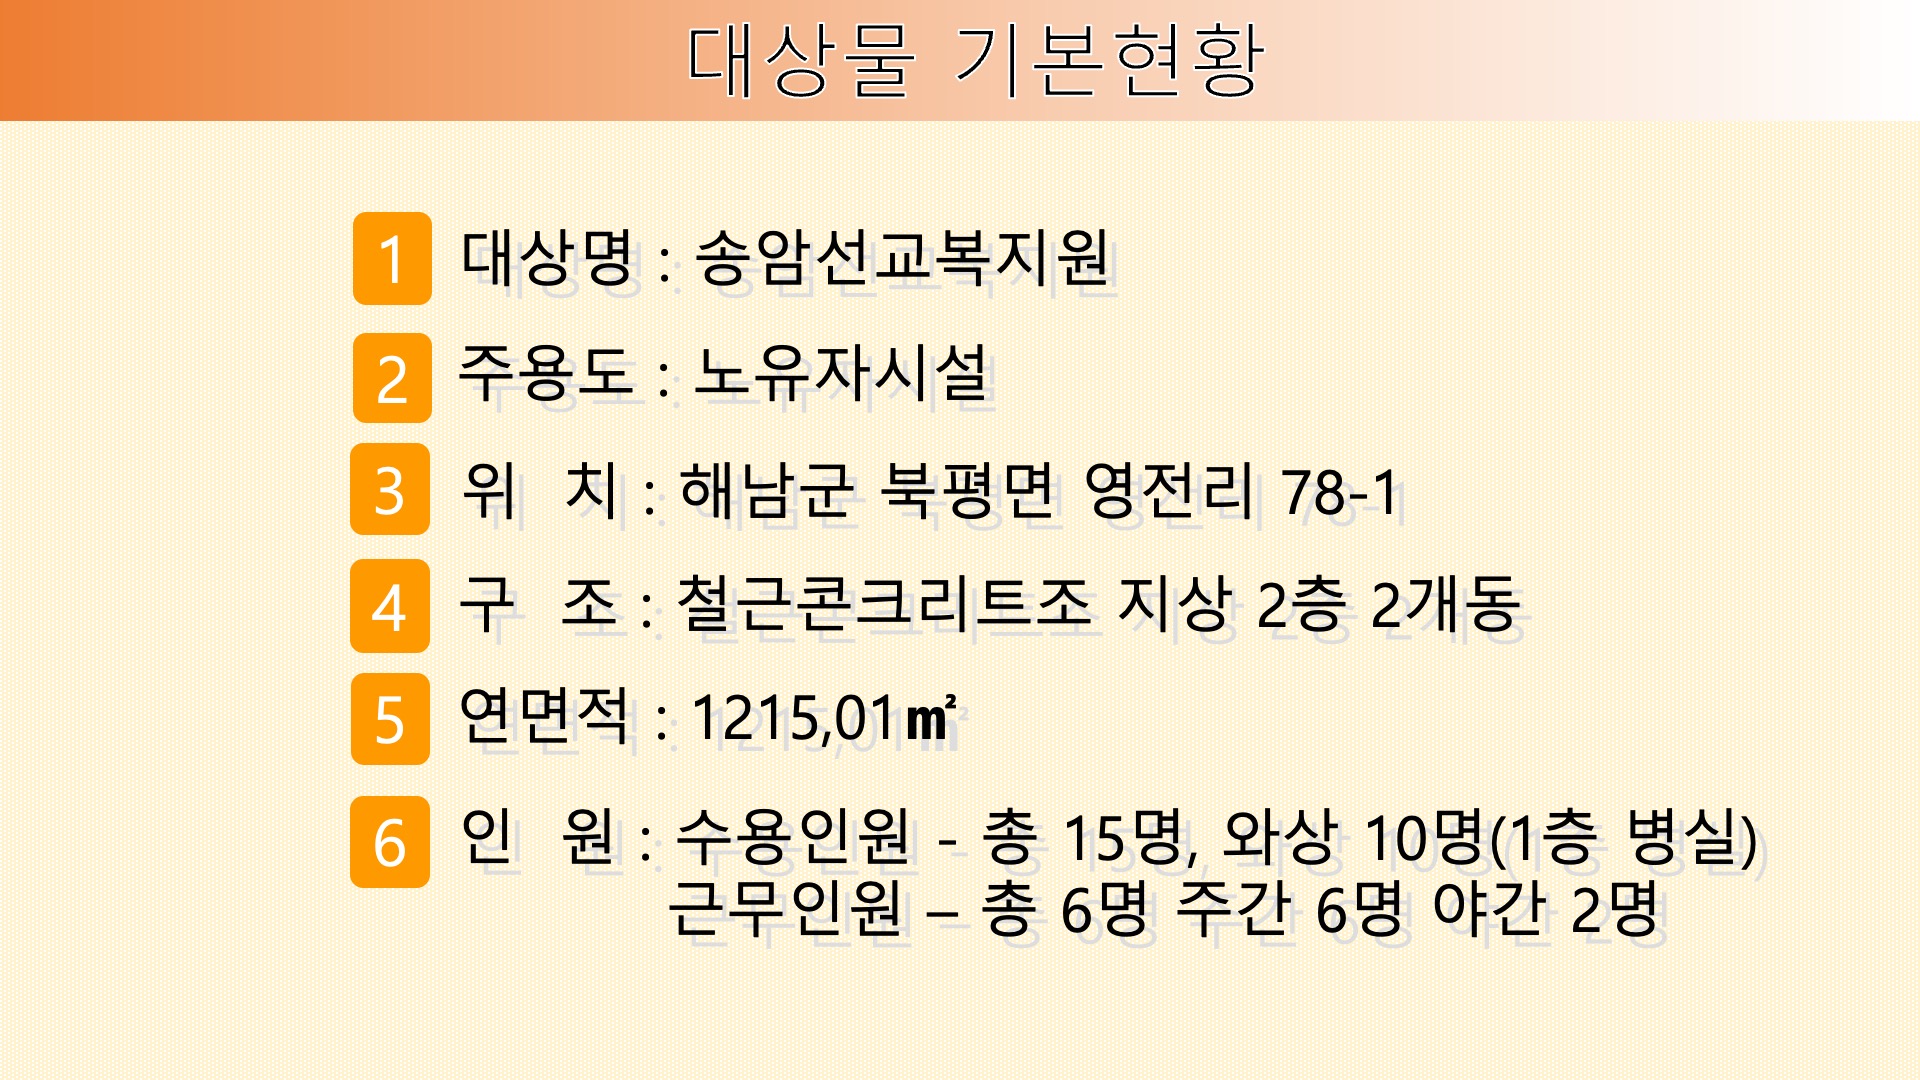 대상물 기본현황
1 대상명 : 송암선교복지원
2 주용도 : 노유자시설
3 위 치 : 해남군 북평면 영전리 78-1
4 구 조 : 철근콘크리트조 지상 2층 2개동
5 연면적 : 1215,01㎡
6 인 원 : 수용인원 - 총 15명, 와상 10명(1층 병실)
근무인원 – 총 6명 주간 6명 야간 2명